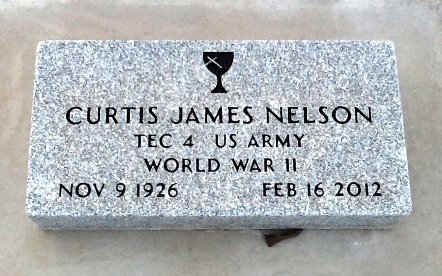 CURTIS JAMES NELSON
TEC 4 US ARMY
WORLD WAR II
NOV 9 1926 FEB 16 2012